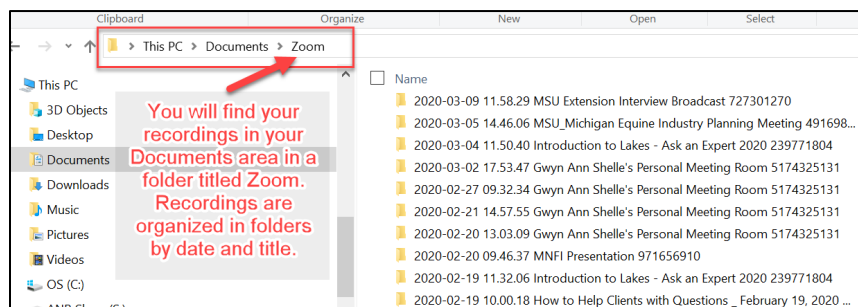 Clipboard
Organize
New
Open
Select
This PC > Documents > Zoom
This PC
3D Objects
Desktop
Documents
Downloads
Music
Pictures
Videos
OS (C:)
You will find your
recordings in your
Documents area in a
folder titled Zoom.
Recordings are
organized in folders
by date and title.
Name
2020-03-09 11.58.29 MSU Extension Interview Broadcast 727301270
2020-03-05 14.46.06 MSU_Michigan Equine Industry Planning Meeting 491698...
2020-03-04 11.50.40 Introduction to Lakes - Ask an Expert 2020 239771804
2020-03-02 17.53.47 Gwyn Ann Shelle's Personal Meeting Room 5174325131
2020-02-27 09.32.34 Gwyn Ann Shelle's Personal Meeting Room 5174325131
2020-02-21 14.57.55 Gwyn Ann Shelle's Personal Meeting Room 5174325131
2020-02-20 13.03.09 Gwyn Ann Shelle's Personal Meeting Room 5174325131
2020-02-20 09.46.37 MNFI Presentation 971656910
2020-02-19 11.32.06 Introduction to Lakes - Ask an Expert 2020 239771804
2020-02-19 10.00.18 How to Help Clients with Questions _ February 19, 2020 ...